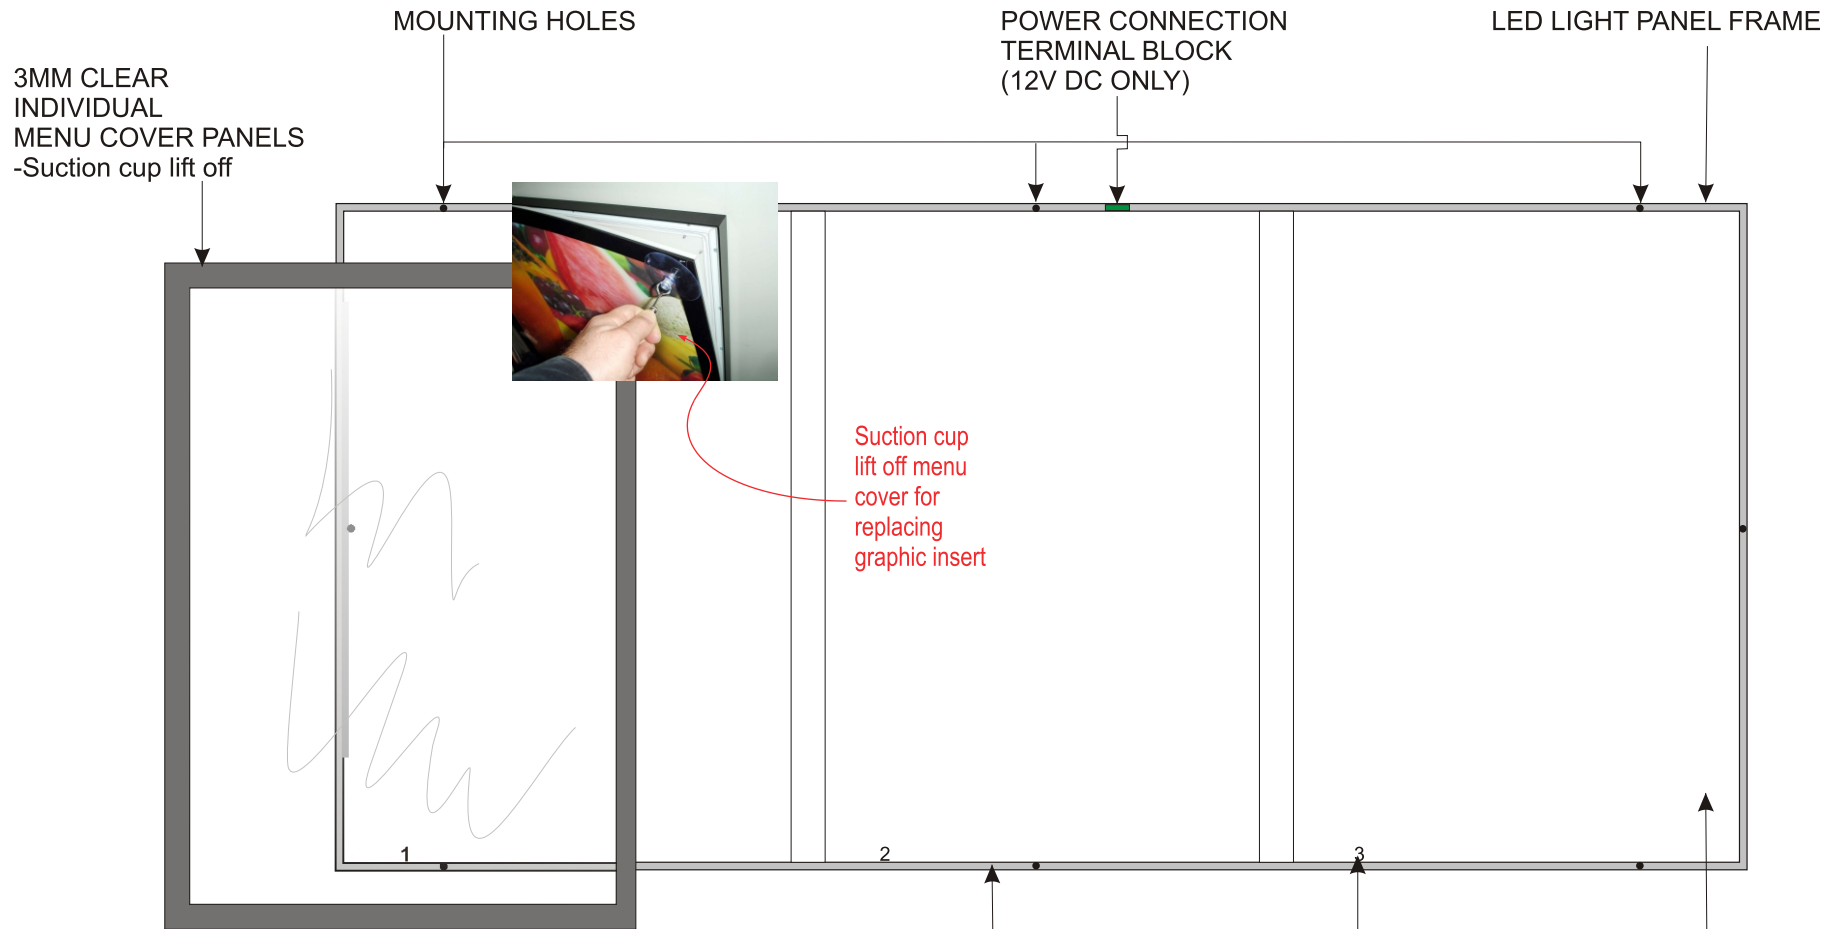 MOUNTING HOLES
POWER CONNECTION
TERMINAL BLOCK
(12V DC ONLY)
LED LIGHT PANEL FRAME
3MM CLEAR
INDIVIDUAL
MENU COVER PANELS
-Suction cup lift off
Suction cup
lift off menu
cover for
replacing
graphic insert
1
2
3